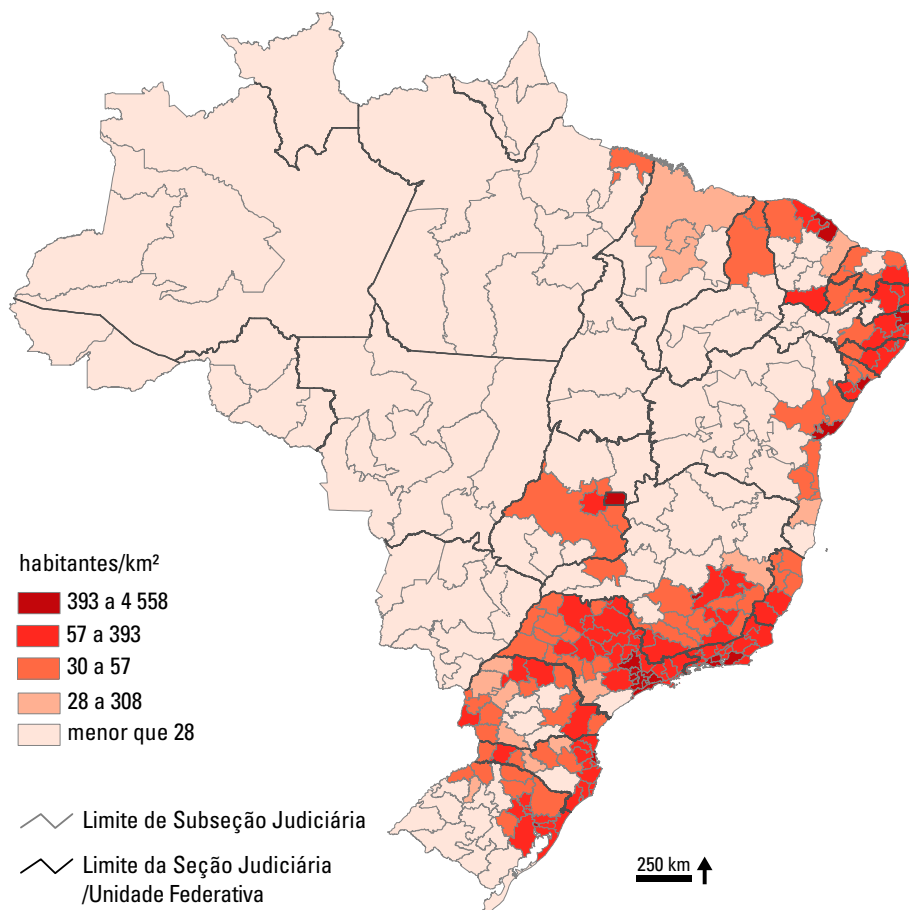 habitantes/km²
393 a 4 558
57 a 393
30 a 57
28 a 308
menor que 28
Limite de Subseção Judiciária
Limite da Seção Judiciária
/Unidade Federativa
250 km